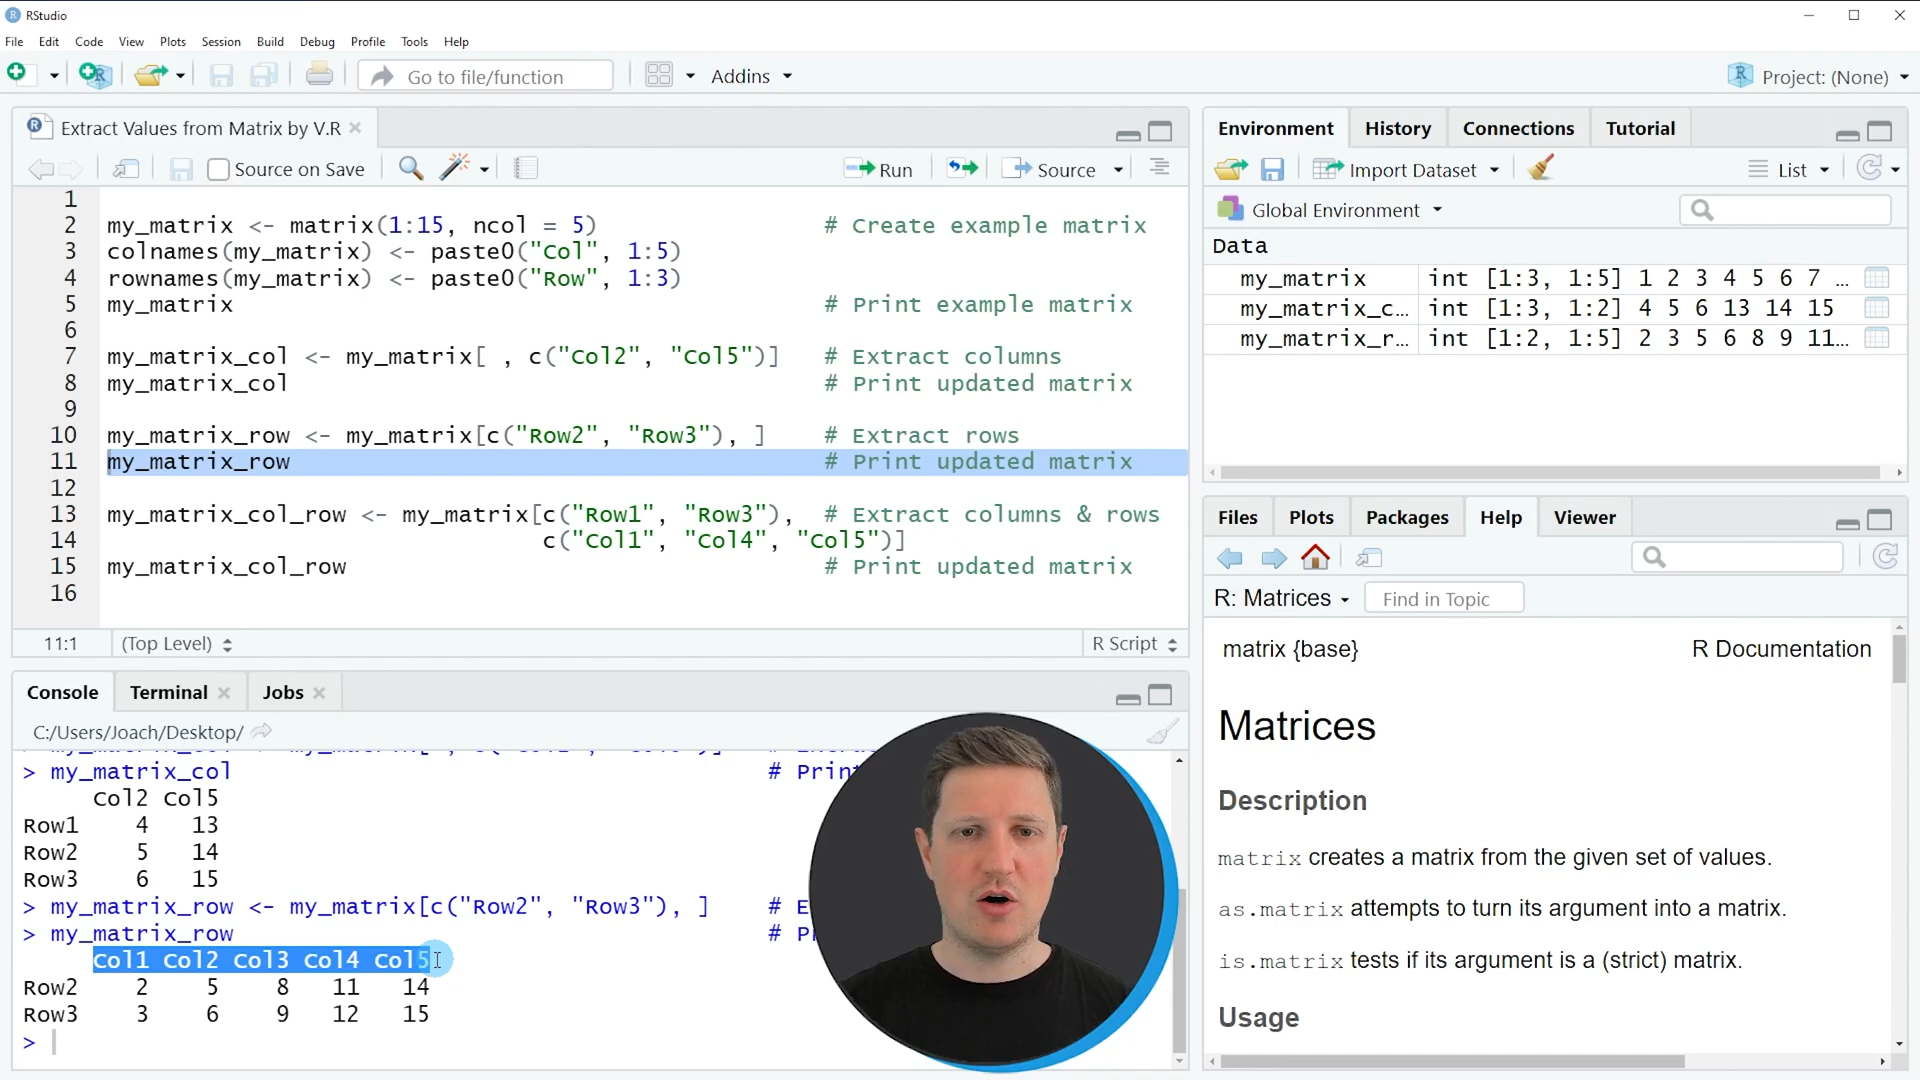 RStudio
File Edit Code View Plots Session Build Debug Profile Tools Help
Go to file/function Addins Project: (None)
Extract Values from Matrix by V.R
Source on Save Run Source
1
2 my_matrix <- matrix(1:15, ncol = 5) # Create example matrix
3 colnames(my_matrix) <- paste0("Col", 1:5)
4 rownames(my_matrix) <- paste0("Row", 1:3)
5 my_matrix # Print example matrix
6
7 my_matrix_col <- my_matrix[ , c("Col2", "Col5")] # Extract columns
8 my_matrix_col # Print updated matrix
9
10 my_matrix_row <- my_matrix[c("Row2", "Row3"), ] # Extract rows
11 my_matrix_row # Print updated matrix
12
13 my_matrix_col_row <- my_matrix[c("Row1", "Row3"), # Extract columns & rows
14 c("Col1", "Col4", "Col5")]
15 my_matrix_col_row # Print updated matrix
16
11:1 (Top Level) R Script
Console Terminal Jobs
C:/Users/Joach/Desktop/
> my_matrix_col # Prin
Col2 Col5
Row1 4 13
Row2 5 14
Row3 6 15
> my_matrix_row <- my_matrix[c("Row2", "Row3"), ] # E
> my_matrix_row # P
Col1 Col2 Col3 Col4 Col5
Row2 2 5 8 11 14
Row3 3 6 9 12 15
>
Environment History Connections Tutorial
Import Dataset List
Global Environment
Data
my_matrix int [1:3, 1:5] 1 2 3 4 5 6 7 ...
my_matrix_c... int [1:3, 1:2] 4 5 6 13 14 15
my_matrix_r... int [1:2, 1:5] 2 3 5 6 8 9 11...
Files Plots Packages Help Viewer
R: Matrices Find in Topic
matrix {base} R Documentation
Matrices
Description
matrix creates a matrix from the given set of values.
as.matrix attempts to turn its argument into a matrix.
is.matrix tests if its argument is a (strict) matrix.
Usage